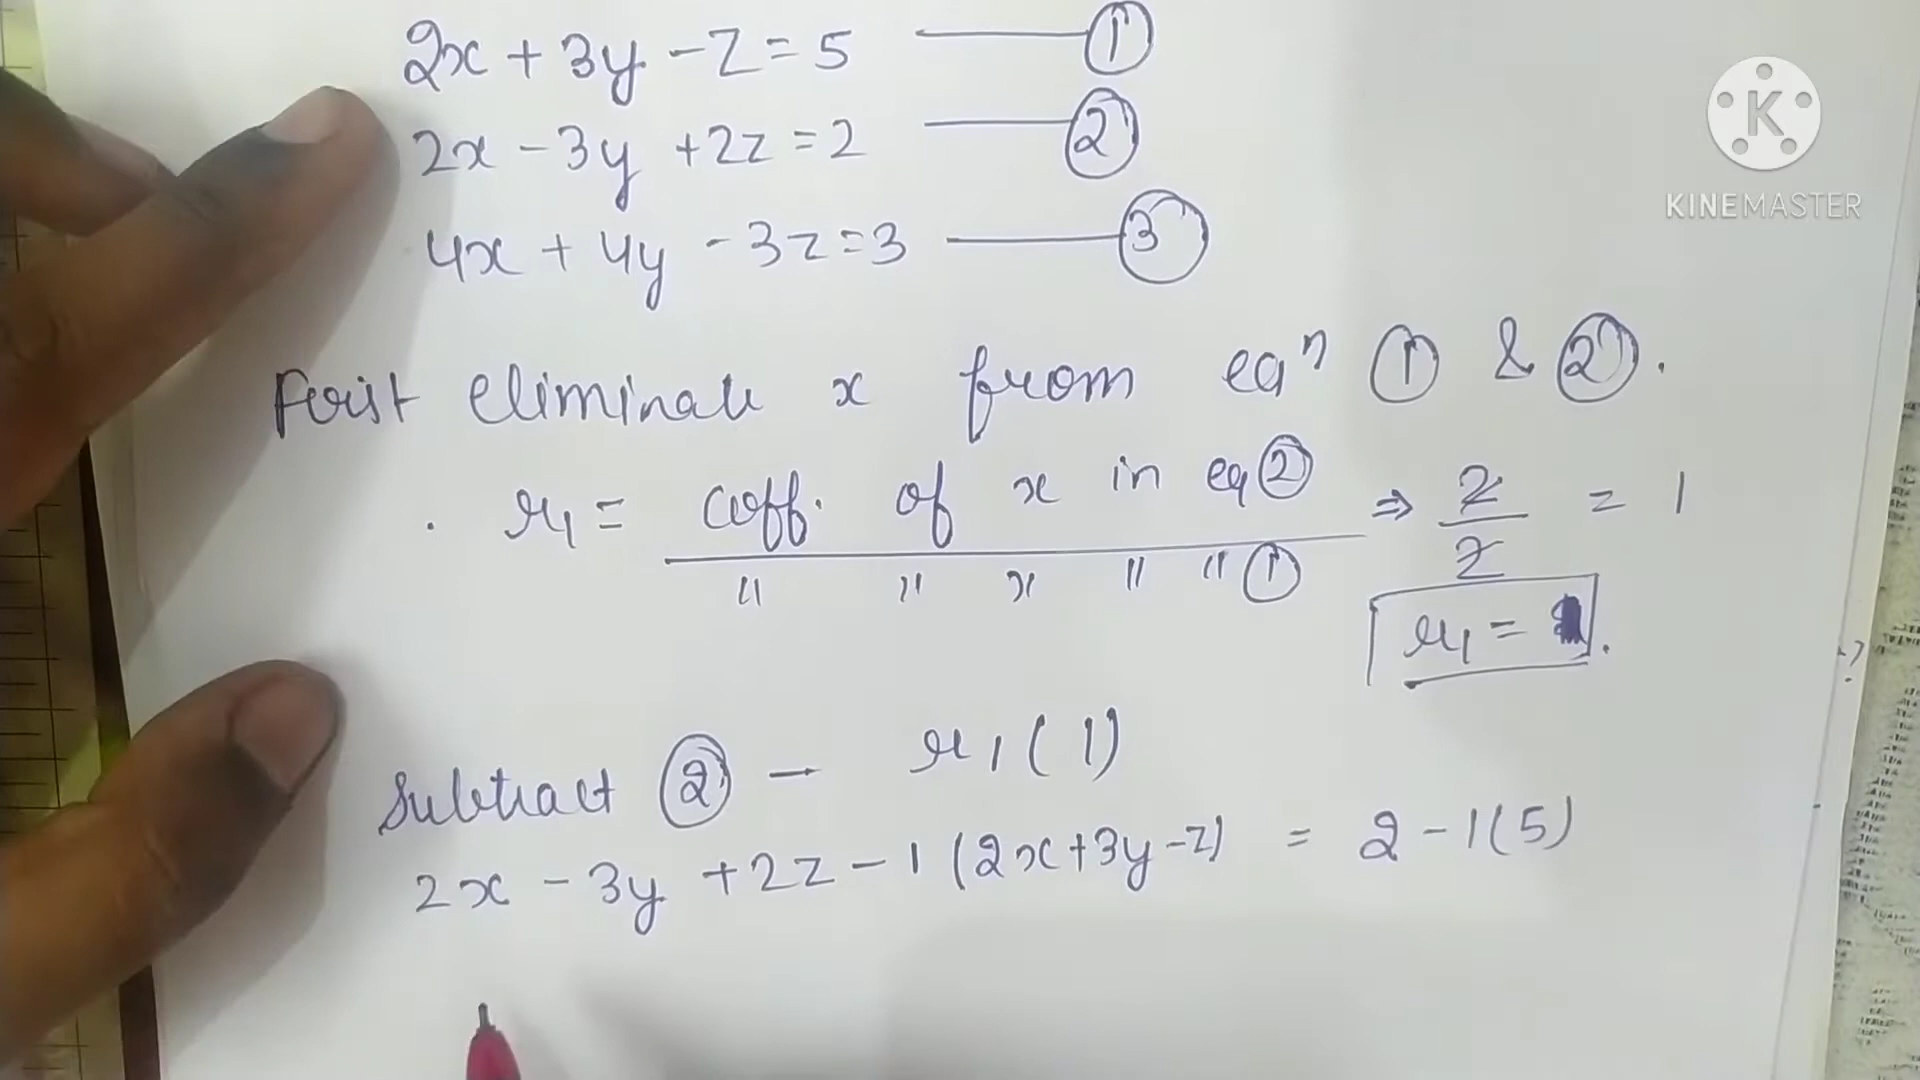 2x + 3y - z = 5 ——— ①
2x - 3y + 2z = 2 ——— ②
4x + 4y - 3z = 3 ——— ③
K
KINEMASTER
First eliminate x from eqⁿ ① & ②.
r₁ = coff. of x in eq ② ⇒ 2/2 = 1
" " x " " ①
r₁ = 1.
Subtract ② - r₁(1)
2x - 3y + 2z - 1(2x + 3y - z) = 2 - 1(5)